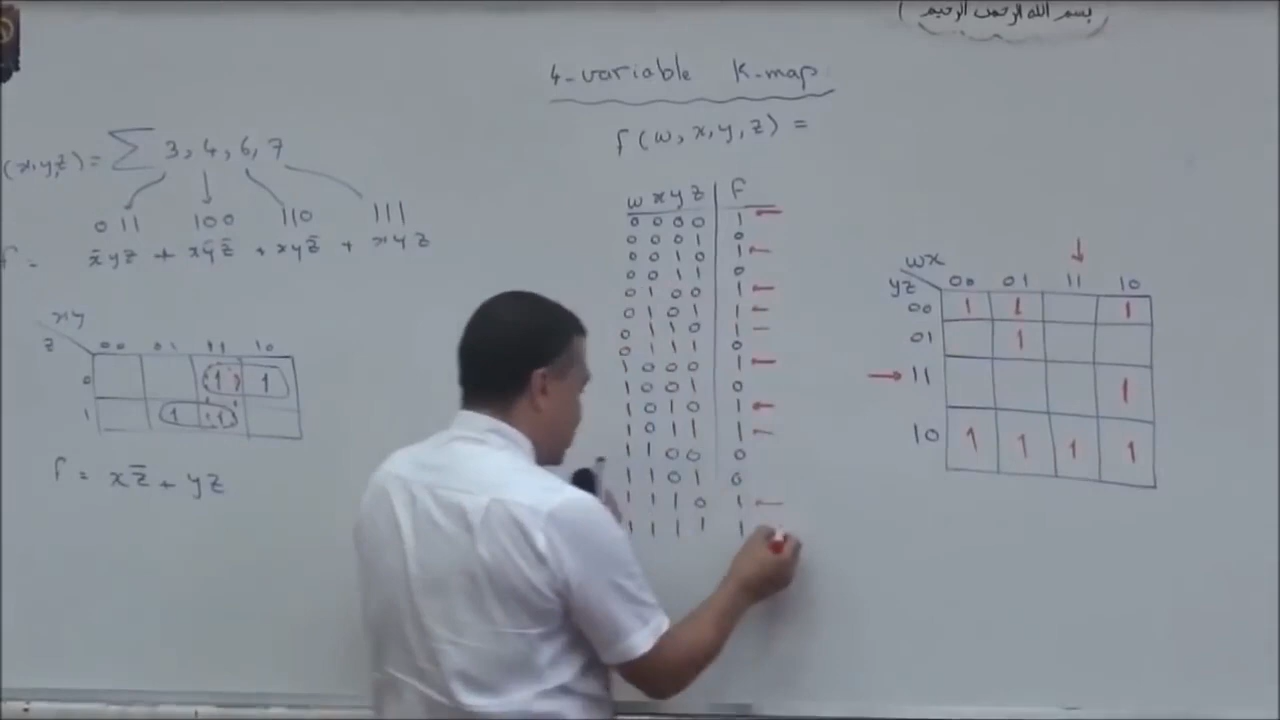 بسم الله الرحمن الرحيم
4-variable K-map
f(w,x,y,z) =
(x,y,z) = Σ 3, 4, 6, 7
011 100 110 111
f = x̄yz + xȳz̄ + xyz̄ + xyz
xy
z 00 01 11 10
0 1 1
1 1 1
f = xz̄ + yz
w x y z f
0 0 0 0 1
0 0 0 1 0
0 0 1 0 1
0 0 1 1 0
0 1 0 0 1
0 1 0 1 1
0 1 1 0 1
0 1 1 1 0
1 0 0 0 1
1 0 0 1 0
1 0 1 0 1
1 0 1 1 1
1 1 0 0 0
1 1 0 1 0
1 1 1 0 1
1 1 1 1 1
wx
yz 00 01 11 10
00 1 1 1
01 1
11 1
10 1 1 1 1